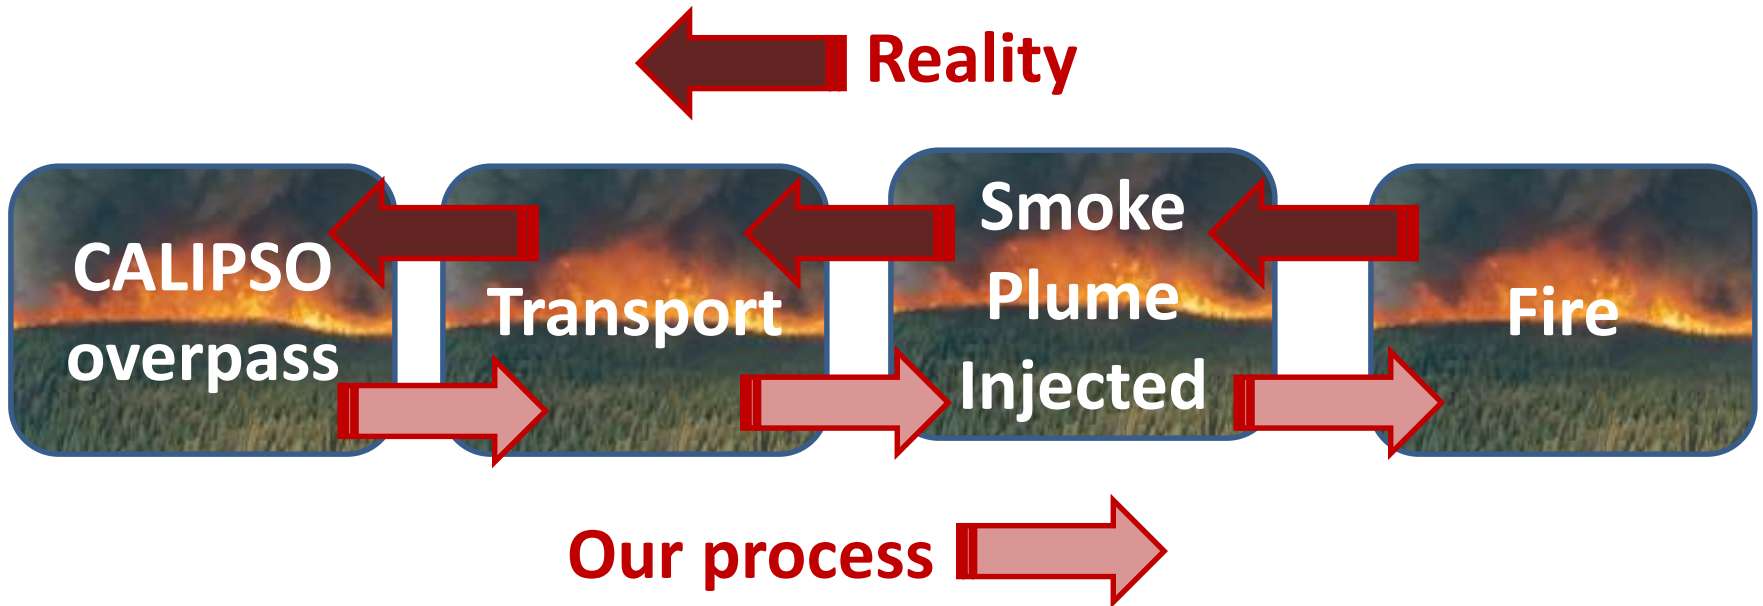 Reality
CALIPSO
overpass
Transport
Smoke
Plume
Injected
Fire
Our process